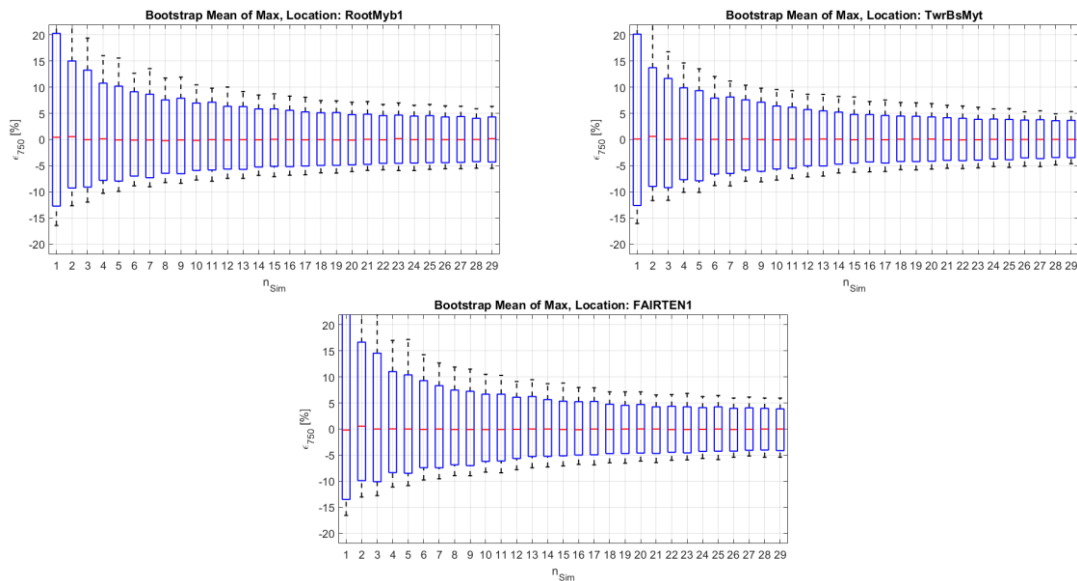 Bootstrap Mean of Max, Location: RootMyb1
20
15
10
5
0
-5
-10
-15
-20
ϵ750 [%]
1 2 3 4 5 6 7 8 9 10 11 12 13 14 15 16 17 18 19 20 21 22 23 24 25 26 27 28 29
nSim
Bootstrap Mean of Max, Location: TwrBsMyt
20
15
10
5
0
-5
-10
-15
-20
ϵ750 [%]
1 2 3 4 5 6 7 8 9 10 11 12 13 14 15 16 17 18 19 20 21 22 23 24 25 26 27 28 29
nSim
Bootstrap Mean of Max, Location: FAIRTEN1
20
15
10
5
0
-5
-10
-15
-20
ϵ750 [%]
1 2 3 4 5 6 7 8 9 10 11 12 13 14 15 16 17 18 19 20 21 22 23 24 25 26 27 28 29
nSim